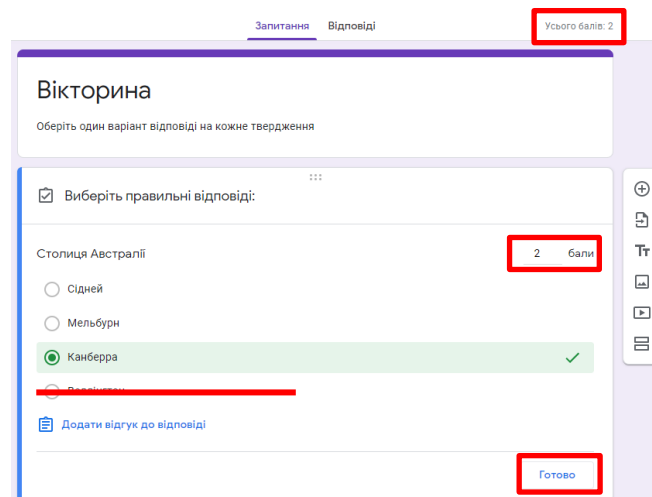 Запитання Відповіді Усього балів: 2
Вікторина
Оберіть один варіант відповіді на кожне твердження
Виберіть правильні відповіді:
Столиця Австралії 2 бали
Сідней
Мельбурн
Канберра
Додати відгук до відповіді
Готово